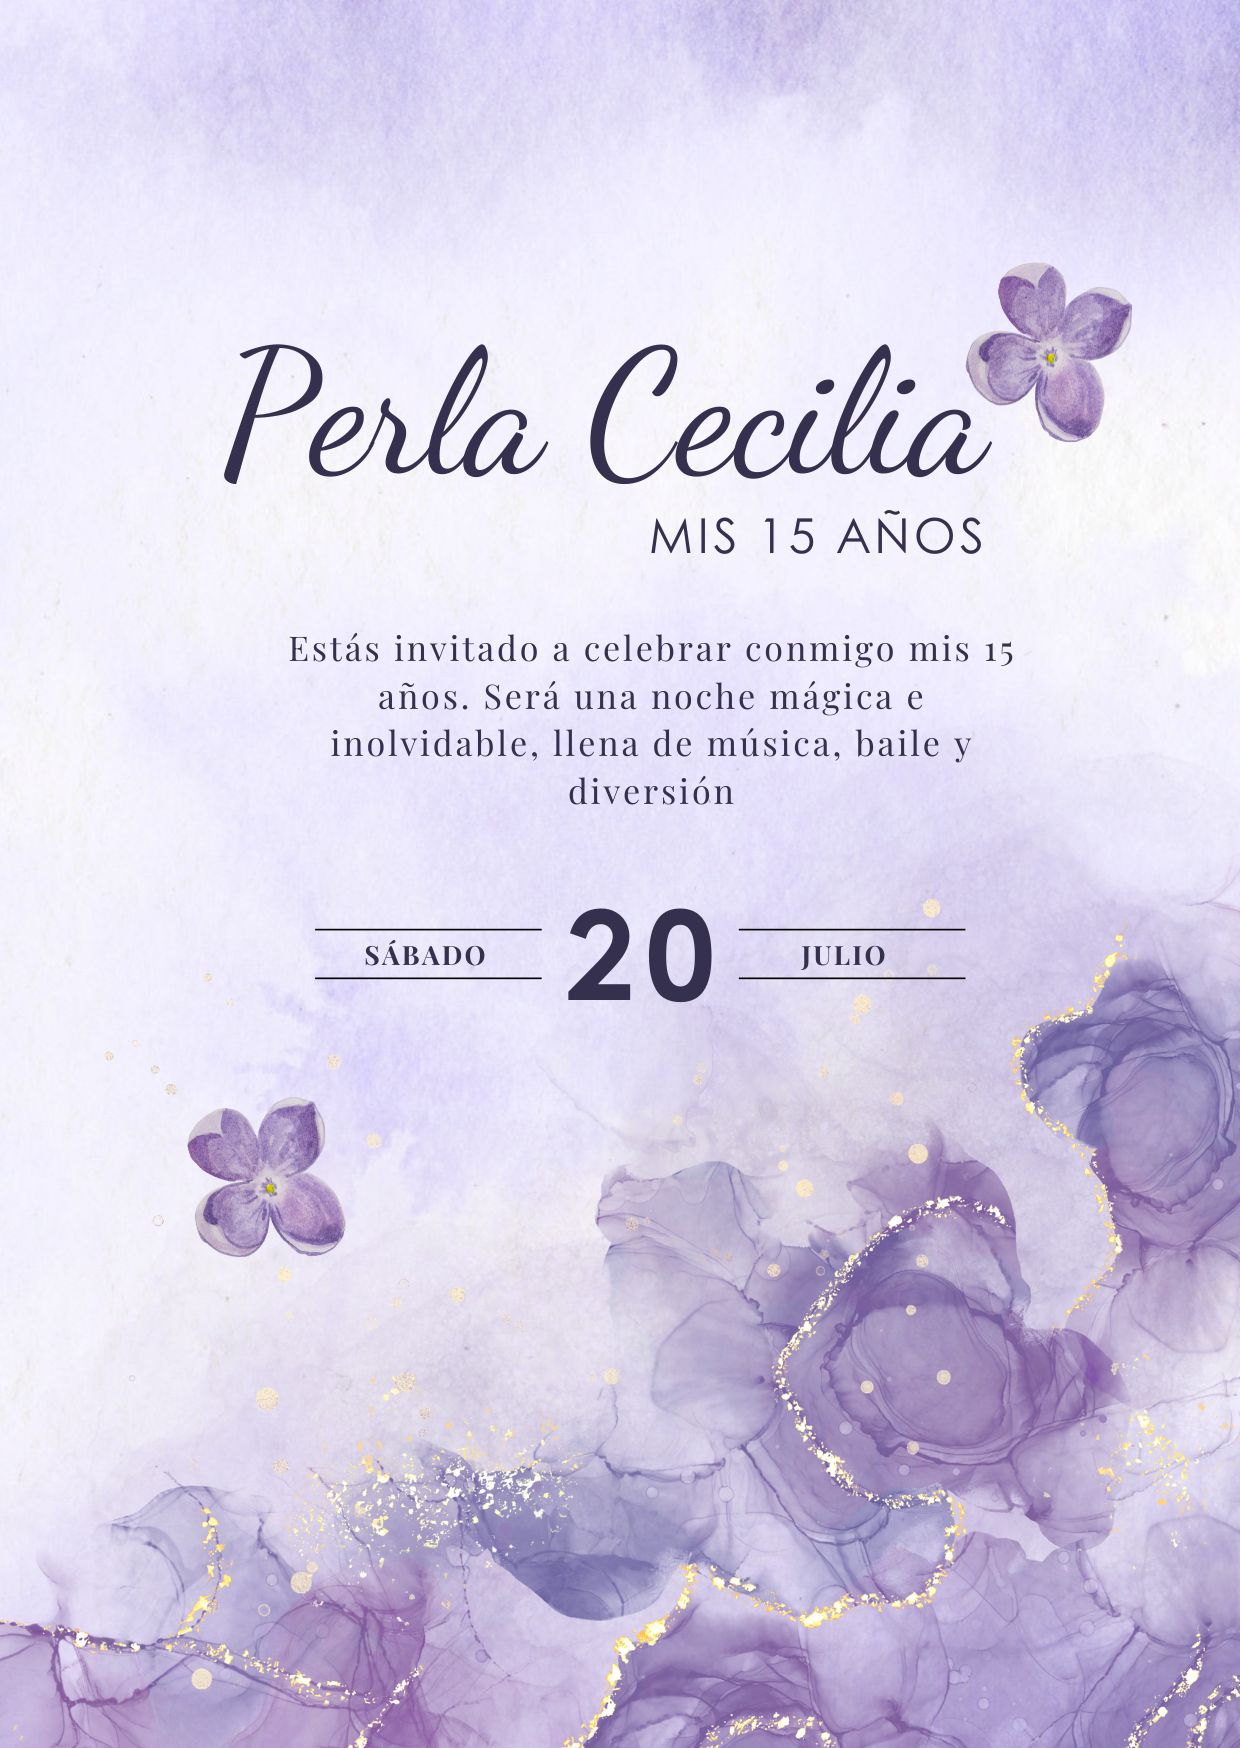 Perla Cecilia
MIS 15 AÑOS
Estás invitado a celebrar conmigo mis 15
años. Será una noche mágica e
inolvidable, llena de música, baile y
diversión
SÁBADO 20 JULIO